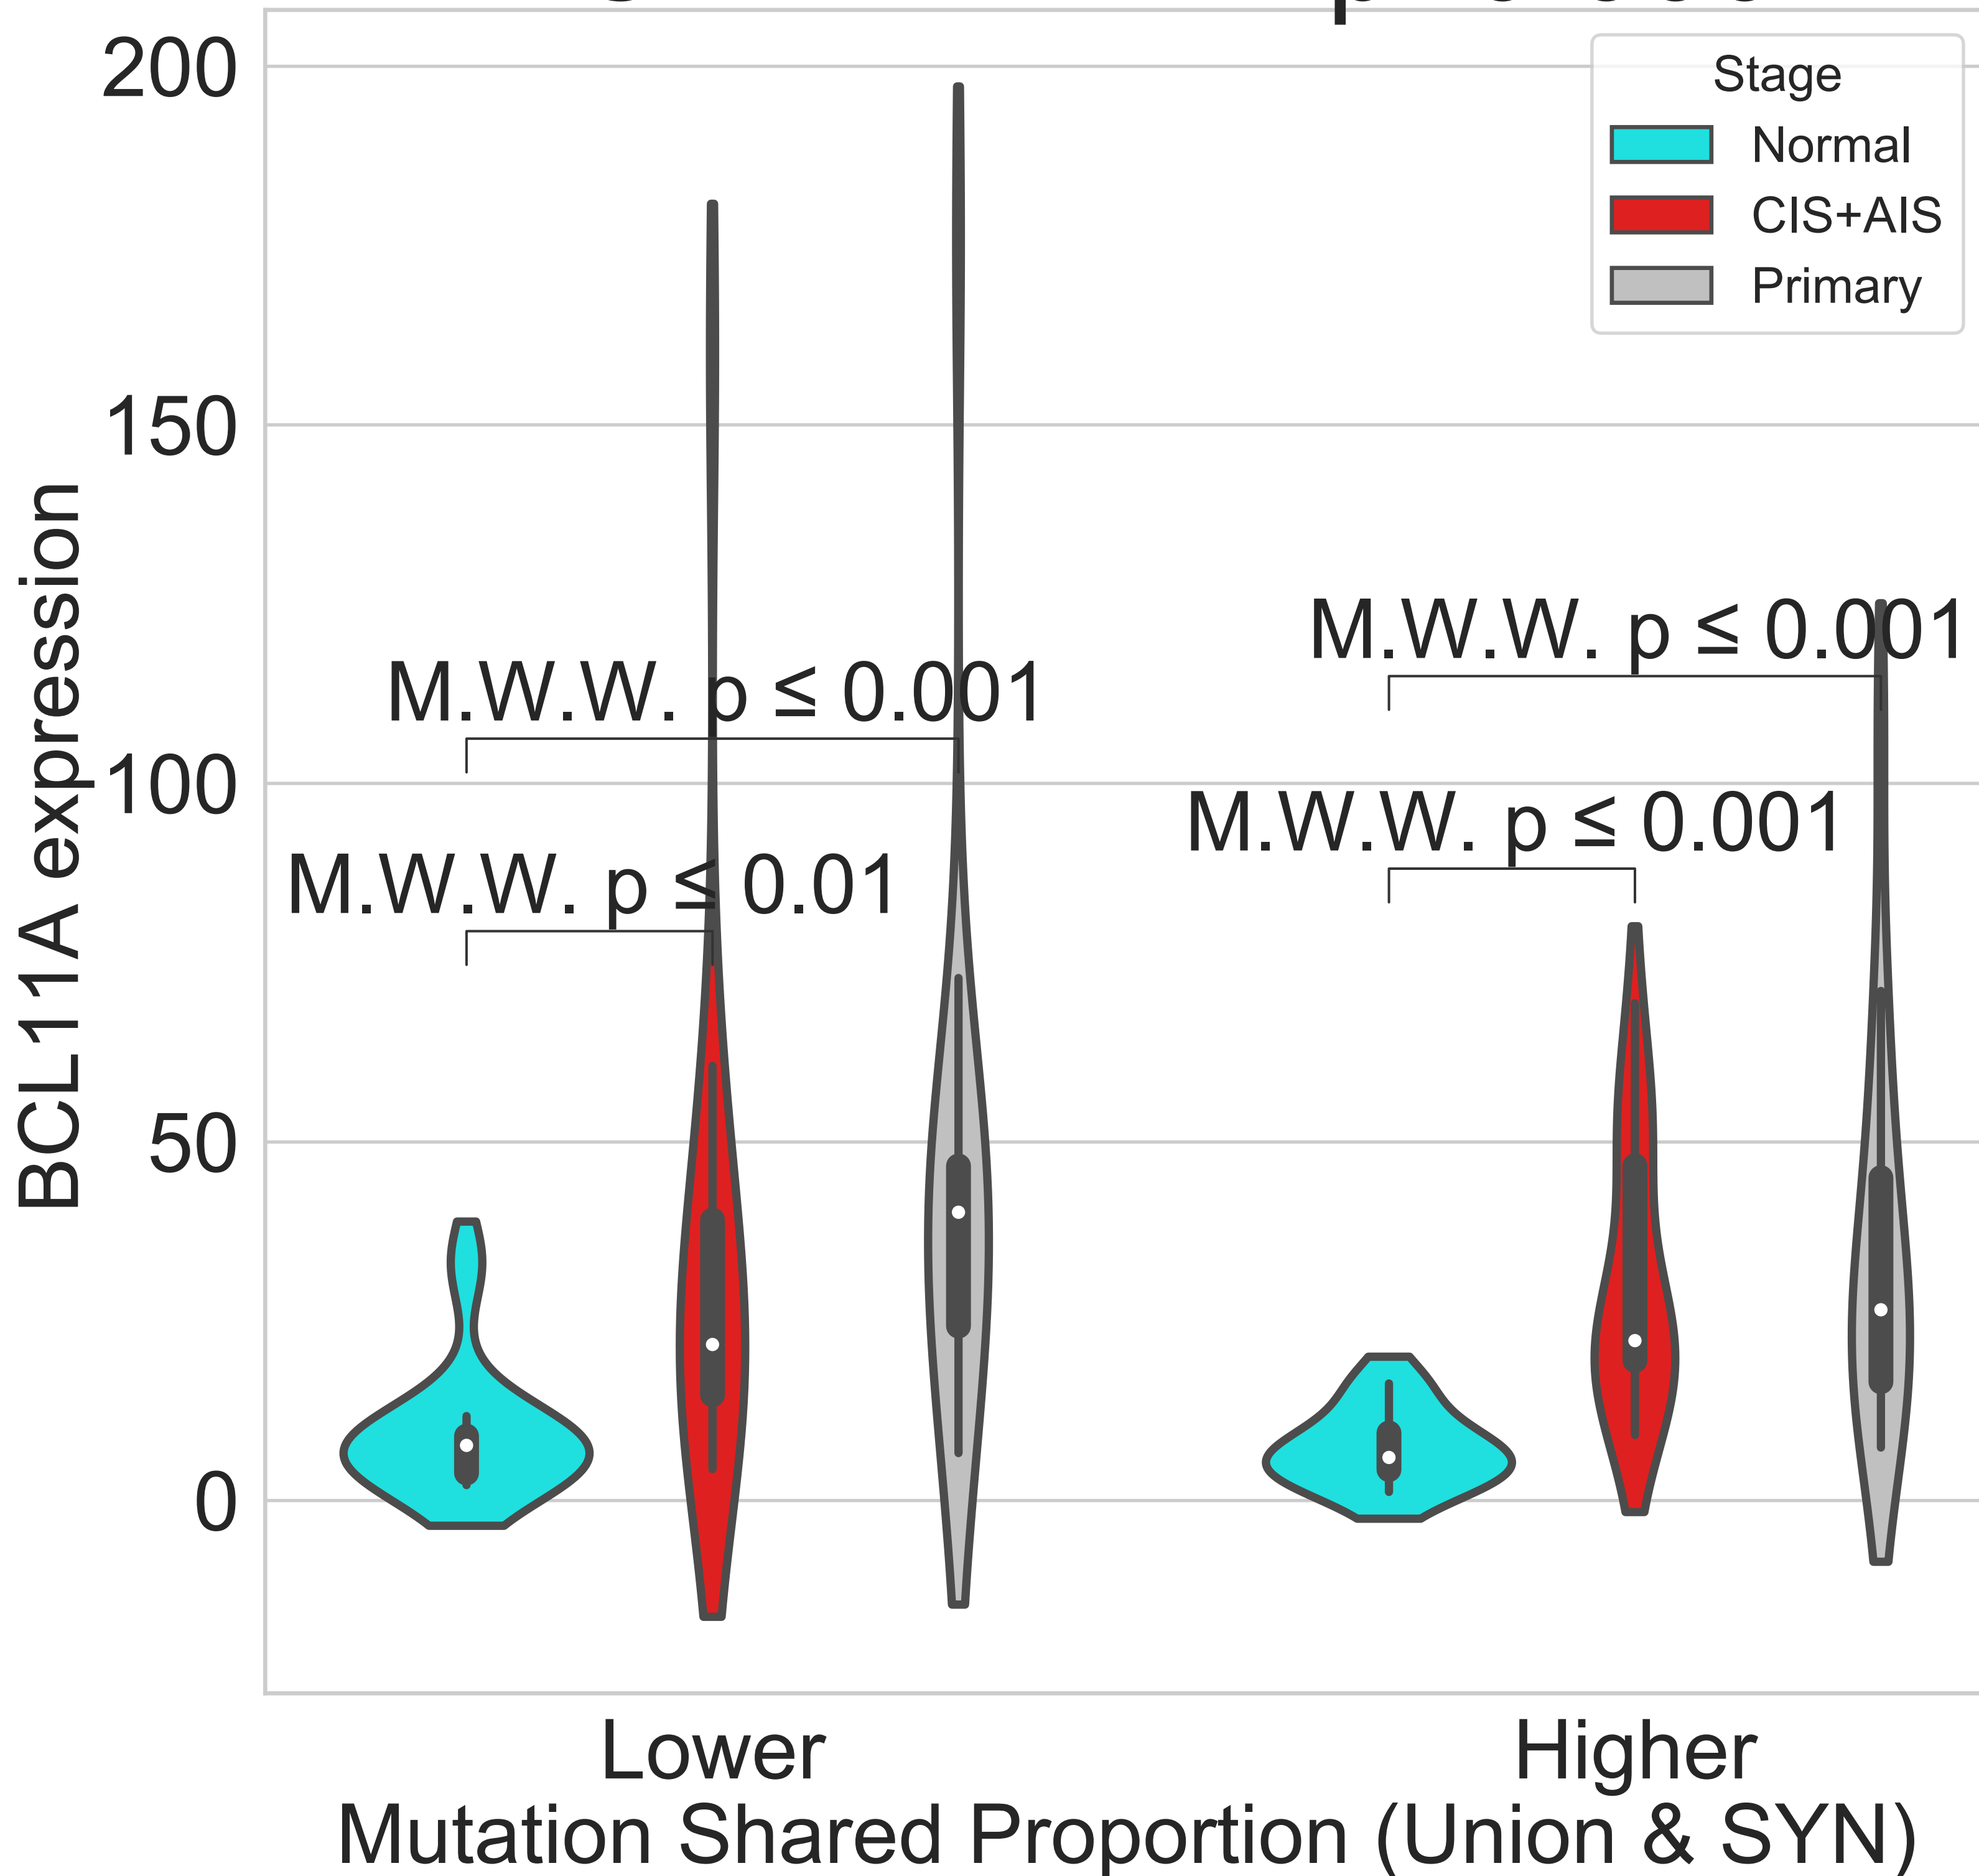 200
150
100
50
0
BCL11A expression
Stage
Normal
CIS+AIS
Primary
M.W.W. p ≤ 0.001
M.W.W. p ≤ 0.01
M.W.W. p ≤ 0.001
M.W.W. p ≤ 0.001
Lower
Higher
Mutation Shared Proportion (Union & SYN)